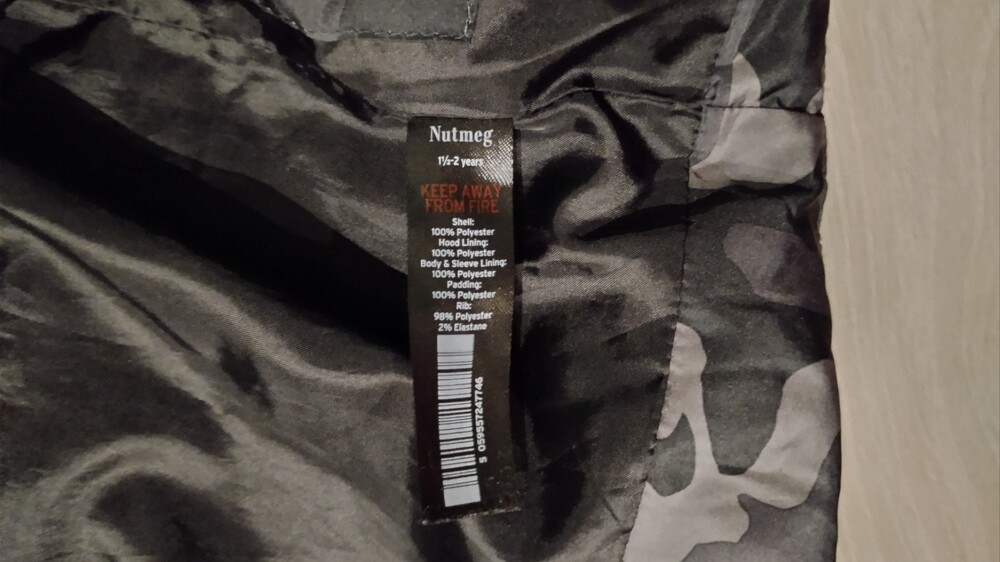 Nutmeg
1½-2 years
KEEP AWAY
FROM FIRE
Shell:
100% Polyester
Hood Lining:
100% Polyester
Body & Sleeve Lining:
100% Polyester
Padding:
100% Polyester
Rib:
98% Polyester
2% Elastane
5 059557247746